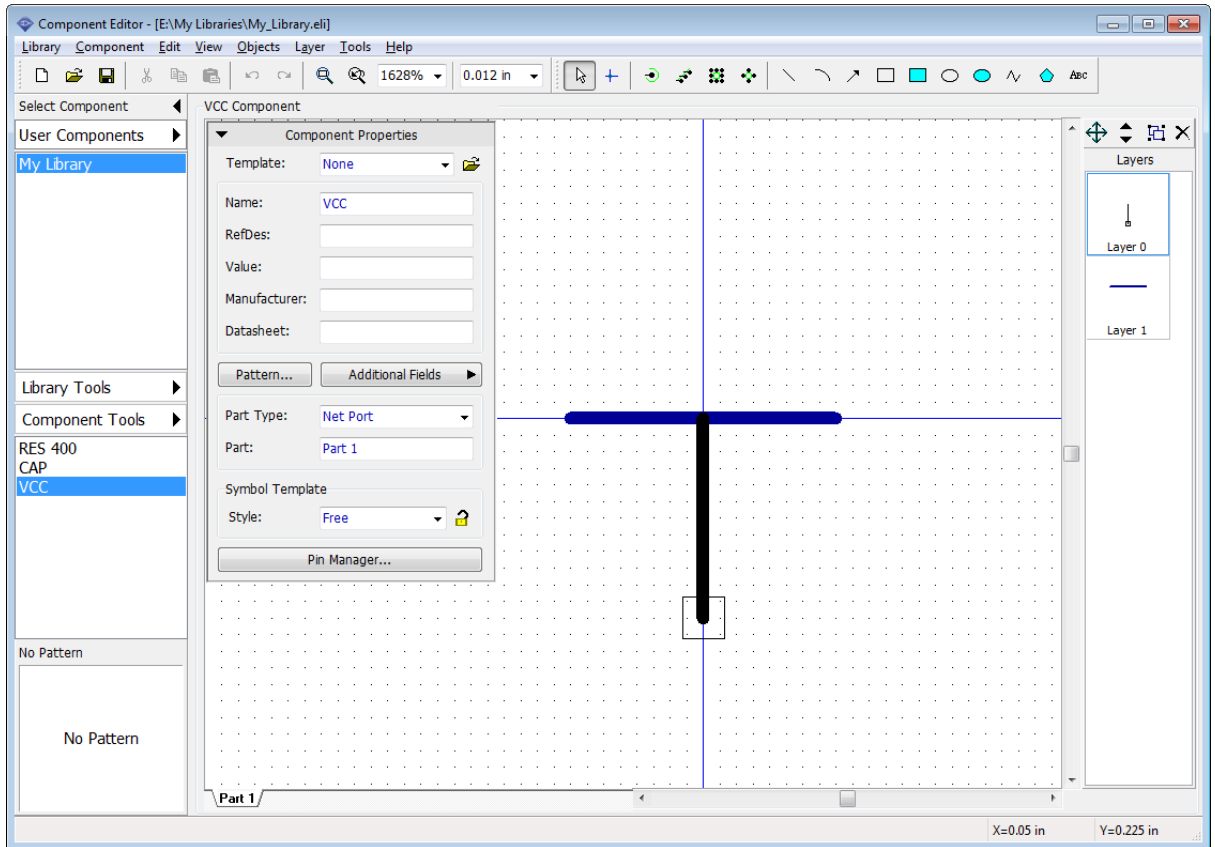 Component Editor - [E:\My Libraries\My_Library.eli]
Library Component Edit View Objects Layer Tools Help
1628% 0.012 in ABC
Select Component
User Components
My Library
Library Tools
Component Tools
RES 400
CAP
VCC
No Pattern
No Pattern
VCC Component
Component Properties
Template: None
Name: VCC
RefDes:
Value:
Manufacturer:
Datasheet:
Pattern... Additional Fields
Part Type: Net Port
Part: Part 1
Symbol Template
Style: Free
Pin Manager...
Part 1
Layers
Layer 0
Layer 1
X=0.05 in Y=0.225 in